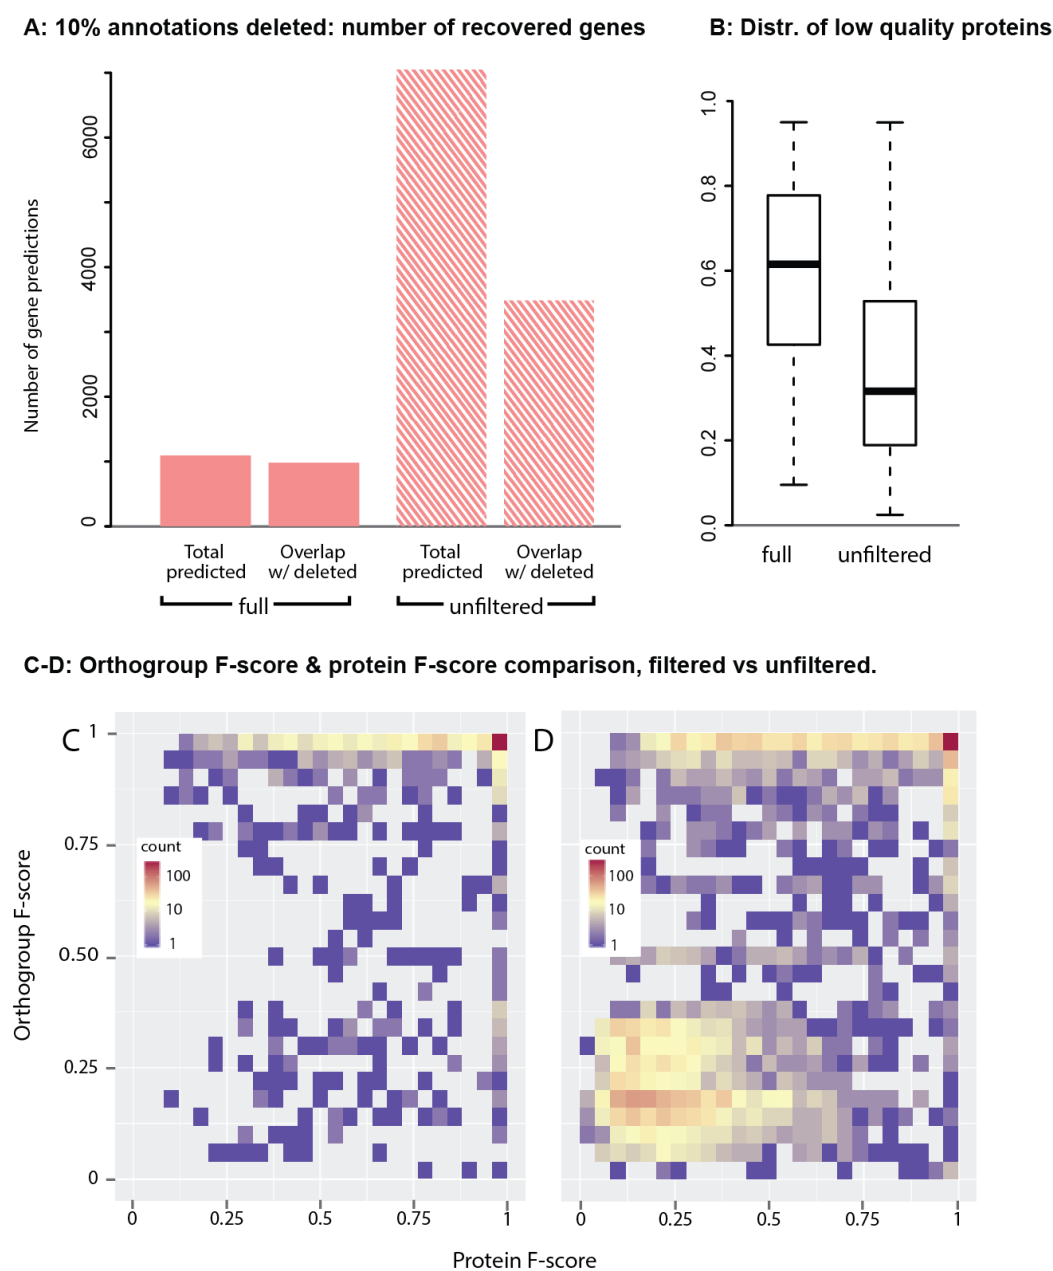 A: 10% annotations deleted: number of recovered genes
B: Distr. of low quality proteins
Number of gene predictions
6000
4000
2000
0
Total
predicted
Overlap
w/ deleted
Total
predicted
Overlap
w/ deleted
full
unfiltered
1.0
0.8
0.6
0.4
0.2
0.0
full
unfiltered
C-D: Orthogroup F-score & protein F-score comparison, filtered vs unfiltered.
Orthogroup F-score
C
1
0.75
0.50
0.25
0
count
100
10
1
0
0.25
0.5
0.75
1
D
count
100
10
1
0
0.25
0.5
0.75
1
Protein F-score